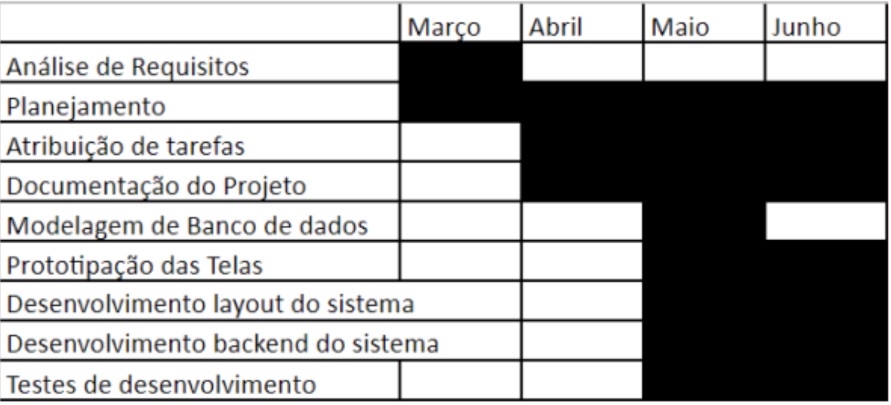 Março Abril Maio Junho
Análise de Requisitos
Planejamento
Atribuição de tarefas
Documentação do Projeto
Modelagem de Banco de dados
Prototipação das Telas
Desenvolvimento layout do sistema
Desenvolvimento backend do sistema
Testes de desenvolvimento